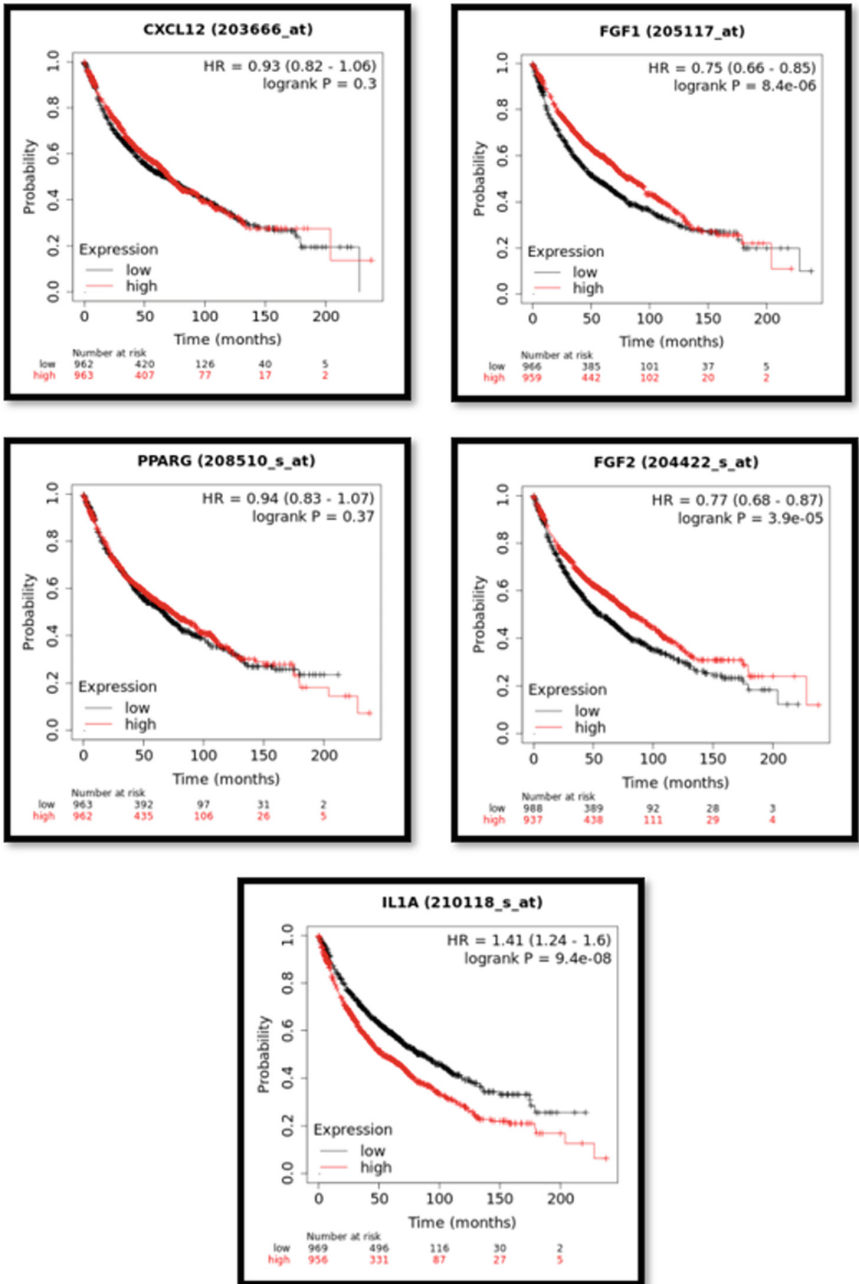 CXCL12 (203666_at)
HR = 0.93 (0.82 - 1.06)
logrank P = 0.3
Probability
1.0
0.8
0.6
0.4
0.2
0.0
Expression
low
high
0 50 100 150 200
Time (months)
Number at risk
low 962 420 126 40 5
high 963 407 77 17 2
FGF1 (205117_at)
HR = 0.75 (0.66 - 0.85)
logrank P = 8.4e-06
Probability
1.0
0.8
0.6
0.4
0.2
0.0
Expression
low
high
0 50 100 150 200
Time (months)
Number at risk
low 966 385 101 37 5
high 959 442 102 20 2
PPARG (208510_s_at)
HR = 0.94 (0.83 - 1.07)
logrank P = 0.37
Probability
1.0
0.8
0.6
0.4
0.2
0.0
Expression
low
high
0 50 100 150 200
Time (months)
Number at risk
low 963 392 97 31 2
high 962 435 106 26 5
FGF2 (204422_s_at)
HR = 0.77 (0.68 - 0.87)
logrank P = 3.9e-05
Probability
1.0
0.8
0.6
0.4
0.2
0.0
Expression
low
high
0 50 100 150 200
Time (months)
Number at risk
low 988 389 92 28 3
high 937 438 111 29 4
IL1A (210118_s_at)
HR = 1.41 (1.24 - 1.6)
logrank P = 9.4e-08
Probability
1.0
0.8
0.6
0.4
0.2
0.0
Expression
low
high
0 50 100 150 200
Time (months)
Number at risk
low 969 496 116 30 2
high 956 331 87 27 5